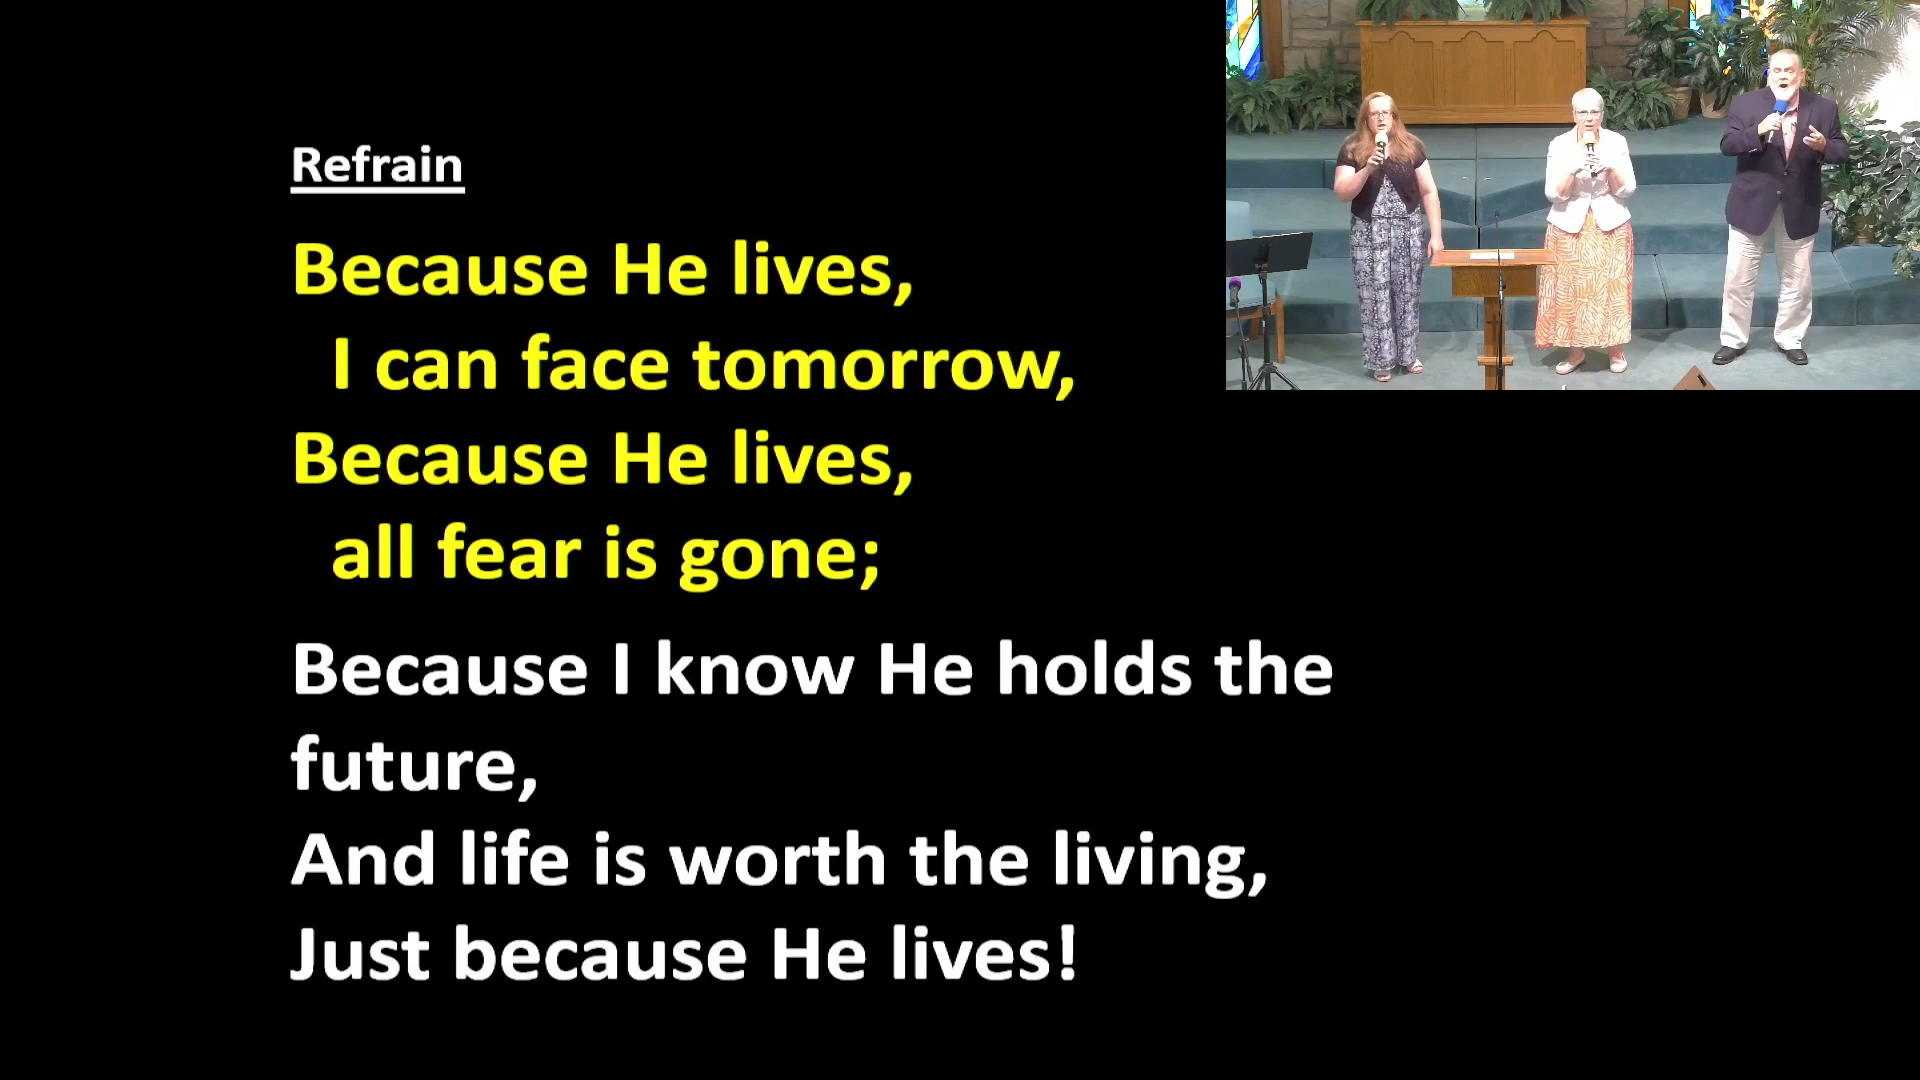 Refrain
Because He lives,
I can face tomorrow,
Because He lives,
all fear is gone;
Because I know He holds the
future,
And life is worth the living,
Just because He lives!